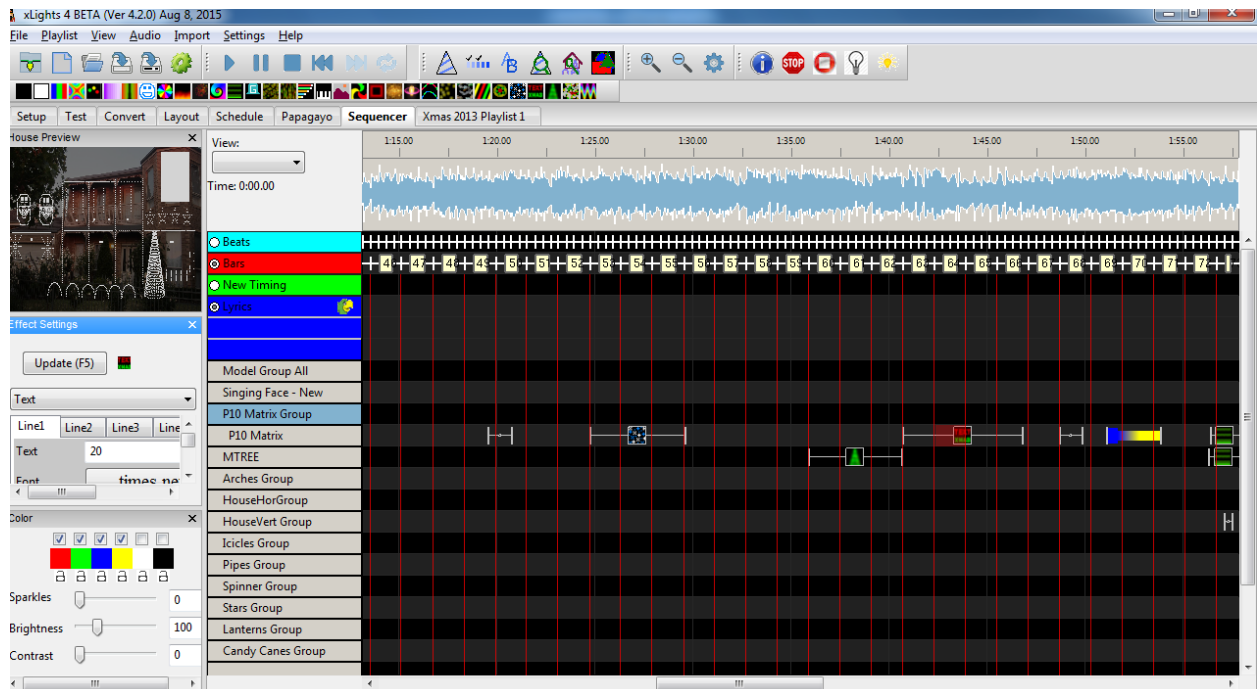 xLights 4 BETA (Ver 4.2.0) Aug 8, 2015
File Playlist View Audio Import Settings Help
STOP
Setup Test Convert Layout Schedule Papagayo Sequencer Xmas 2013 Playlist 1
House Preview
View:
Time: 0:00.00
1:15.00 1:20.00 1:25.00 1:30.00 1:35.00 1:40.00 1:45.00 1:50.00 1:55.00
Beats
Bars
New Timing
Lyrics
Effect Settings
Update (F5)
Text
Line1 Line2 Line3 Line
Text 20
Font times ne
Model Group All
Singing Face - New
P10 Matrix Group
P10 Matrix
MTREE
Arches Group
HouseHorGroup
HouseVert Group
Icicles Group
Pipes Group
Spinner Group
Stars Group
Lanterns Group
Candy Canes Group
Color
Sparkles 0
Brightness 100
Contrast 0